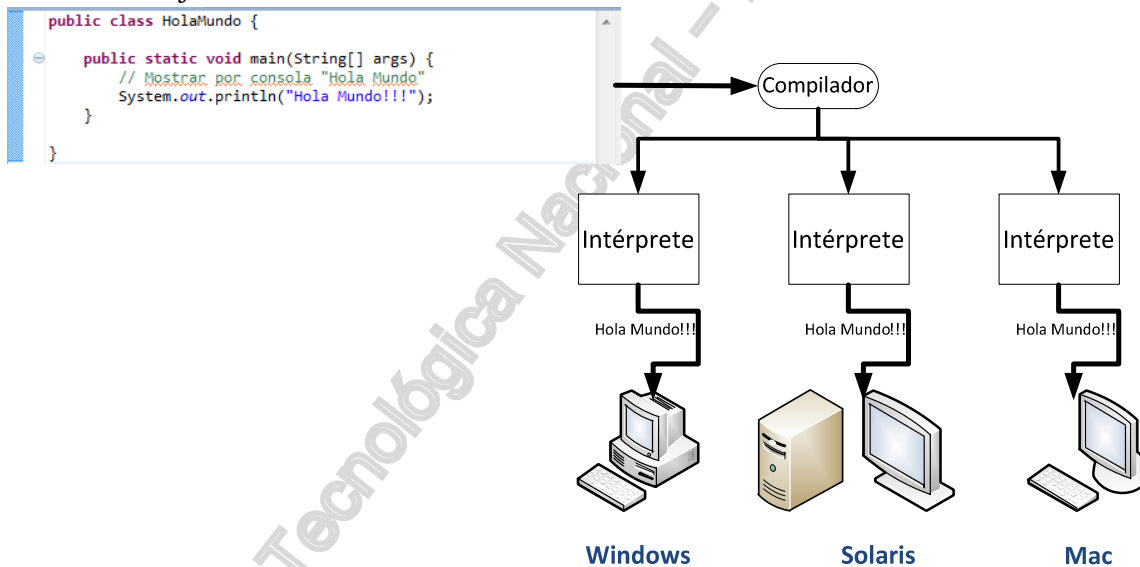 public class HolaMundo {
public static void main(String[] args) {
// Mostrar por consola "Hola Mundo"
System.out.println("Hola Mundo!!!");
}
}
Compilador
Intérprete
Intérprete
Intérprete
Hola Mundo!!!
Hola Mundo!!!
Hola Mundo!!!
Windows
Solaris
Mac
Tecnológica Nacional –